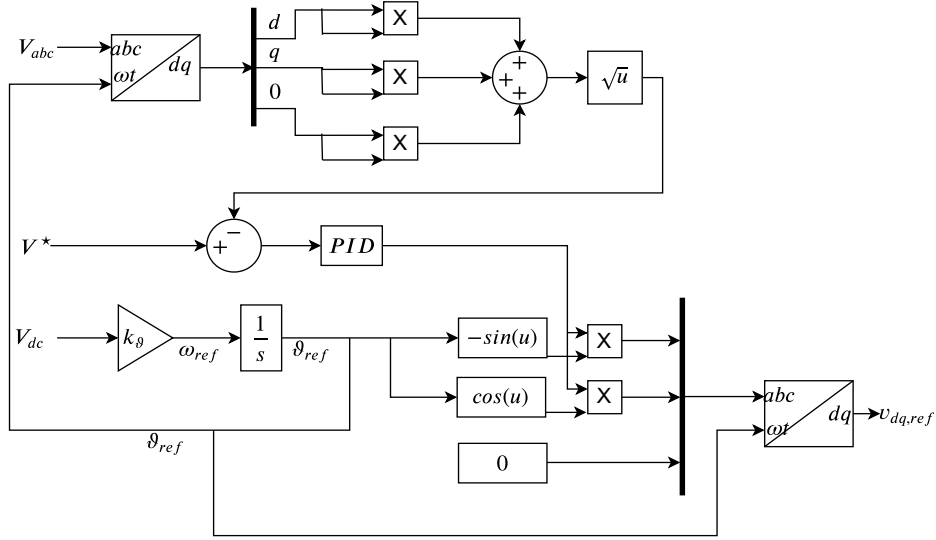 d
X
V_abc
abc
q
+
ωt
dq
X
+
√u
0
+
X
−
V*
+
PID
V_dc
k_ϑ
1/s
−sin(u)
X
ω_ref
ϑ_ref
cos(u)
X
abc
dq
v_dq,ref
ϑ_ref
ωt
0